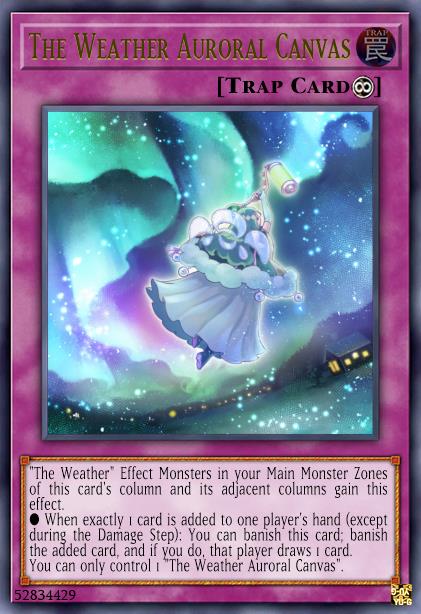 The Weather Auroral Canvas
TRAP
罠
[Trap Card]
"The Weather" Effect Monsters in your Main Monster Zones
of this card's column and its adjacent columns gain this
effect.
● When exactly 1 card is added to one player's hand (except
during the Damage Step): You can banish this card; banish
the added card, and if you do, that player draws 1 card.
You can only control 1 "The Weather Auroral Canvas".
52834429